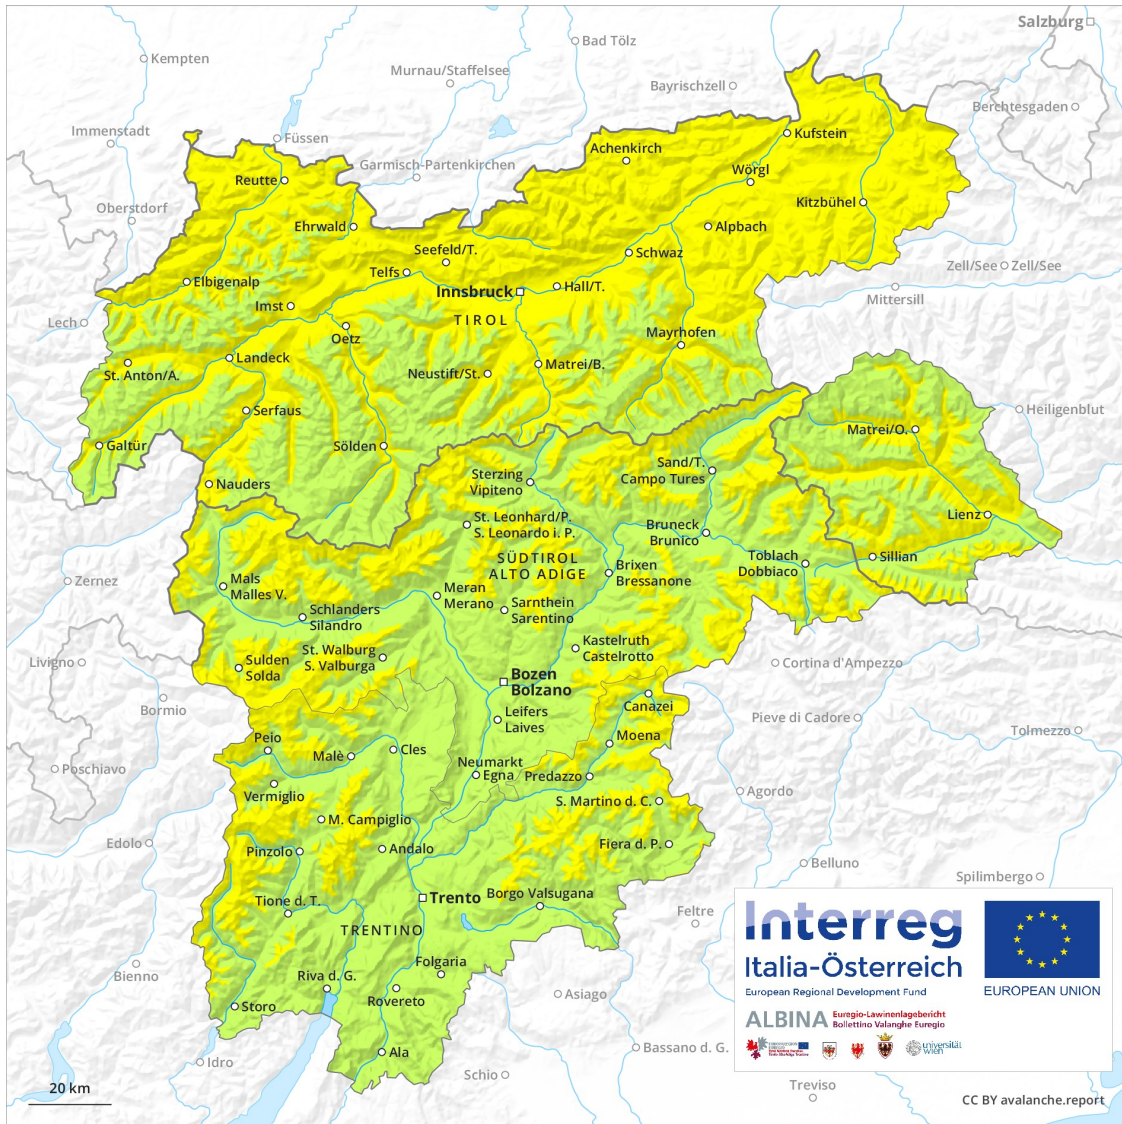 Salzburg
Bad Tölz
Kempten
Murnau/Staffelsee
Bayrischzell
Berchtesgaden
Immenstadt
Füssen
Kufstein
Achenkirch
Garmisch-Partenkirchen
Wörgl
Reutte
Kitzbühel
Oberstdorf
Ehrwald
Alpbach
Seefeld/T.
Schwaz
Zell/See
Zell/See
Telfs
Elbigenalp
Innsbruck
Hall/T.
Mittersill
Imst
TIROL
Lech
Oetz
Mayrhofen
Landeck
St. Anton/A.
Matrei/B.
Neustift/St.
Serfaus
Heiligenblut
Matrei/O.
Galtür
Sölden
Sand/T.
Campo Tures
Sterzing
Vipiteno
Nauders
St. Leonhard/P.
S. Leonardo i. P.
Lienz
Bruneck
Brunico
SÜDTIROL
ALTO ADIGE
Toblach
Dobbiaco
Sillian
Brixen
Bressanone
Zernez
Mals
Malles V.
Meran
Merano
Sarnthein
Sarentino
Schlanders
Silandro
Kastelruth
Castelrotto
St. Walburg
S. Valburga
Livigno
Sulden
Solda
Cortina d'Ampezzo
Bozen
Bolzano
Bormio
Canazei
Leifers
Laives
Pieve di Cadore
Tolmezzo
Peio
Moena
Malè
Cles
Neumarkt
Egna
Poschiavo
Predazzo
Vermiglio
Agordo
S. Martino d. C.
M. Campiglio
Edolo
Pinzolo
Andalo
Fiera d. P.
Belluno
Spilimbergo
Trento
Borgo Valsugana
Tione d. T.
Feltre
TRENTINO
Interreg
Italia-Österreich
European Regional Development Fund
EUROPEAN UNION
Folgaria
Bienno
Riva d. G.
Rovereto
Asiago
Storo
ALBINA
Euregio-Lawinenlagebericht
Bollettino Valanghe Euregio
universität
wien
Ala
Bassano d. G.
Idro
Schio
Treviso
20 km
CC BY avalanche.report